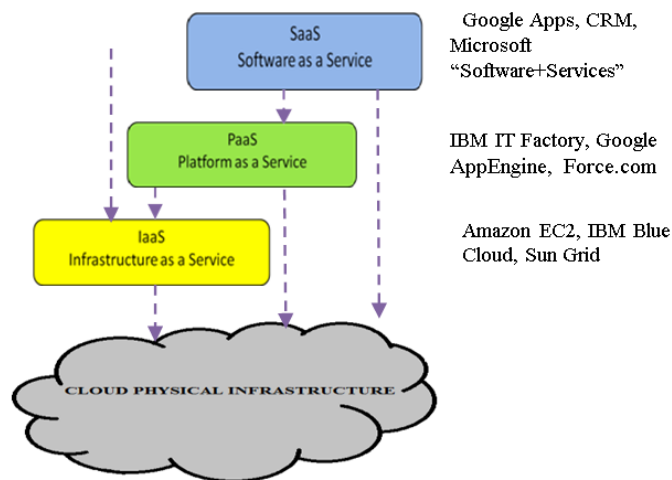 SaaS
Software as a Service
Google Apps, CRM,
Microsoft
“Software+Services”
PaaS
Platform as a Service
IBM IT Factory, Google
AppEngine, Force.com
IaaS
Infrastructure as a Service
Amazon EC2, IBM Blue
Cloud, Sun Grid
CLOUD PHYSICAL INFRASTRUCTURE